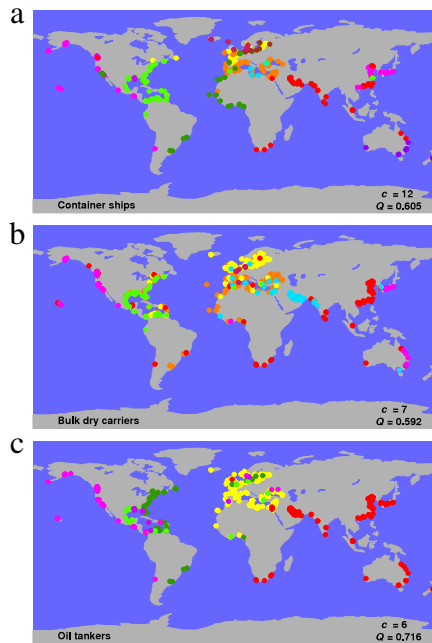 a
Container ships
c = 12
Q = 0.605
b
Bulk dry carriers
c = 7
Q = 0.592
c
Oil tankers
c = 6
Q = 0.716